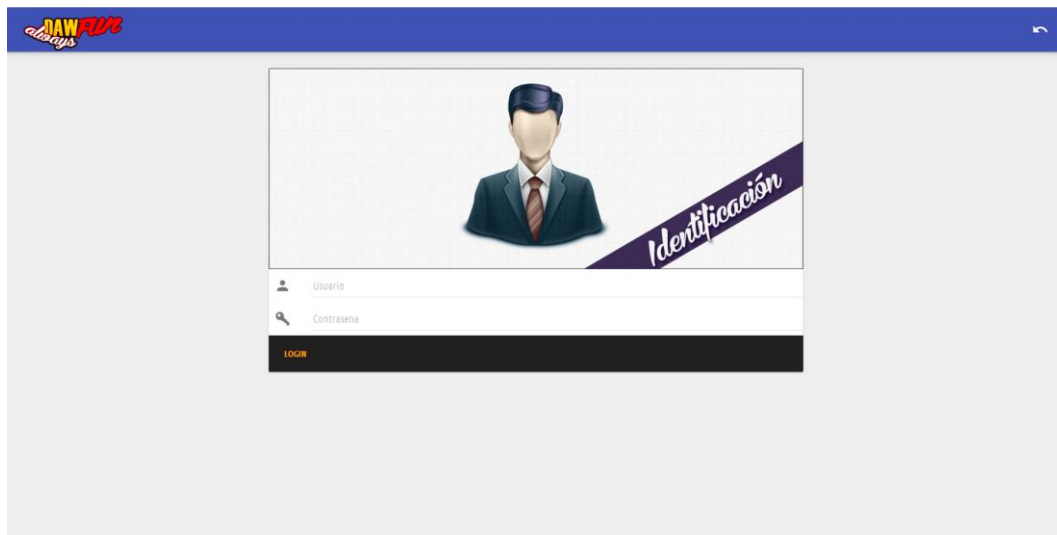 DAW FUN
always
Identificación
Usuario
Contrasena
LOGIN